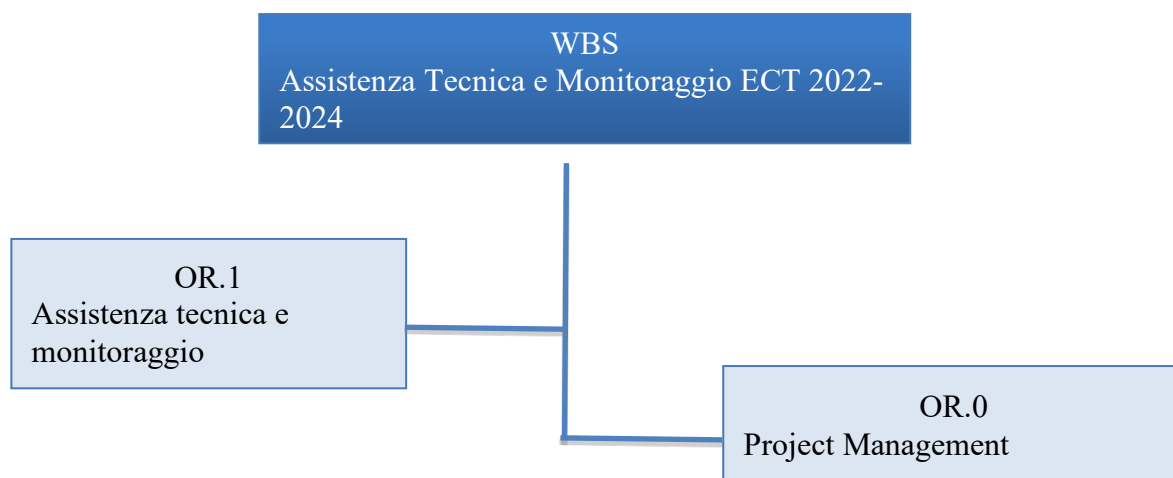 WBS
Assistenza Tecnica e Monitoraggio ECT 2022-
2024
OR.1
Assistenza tecnica e
monitoraggio
OR.0
Project Management